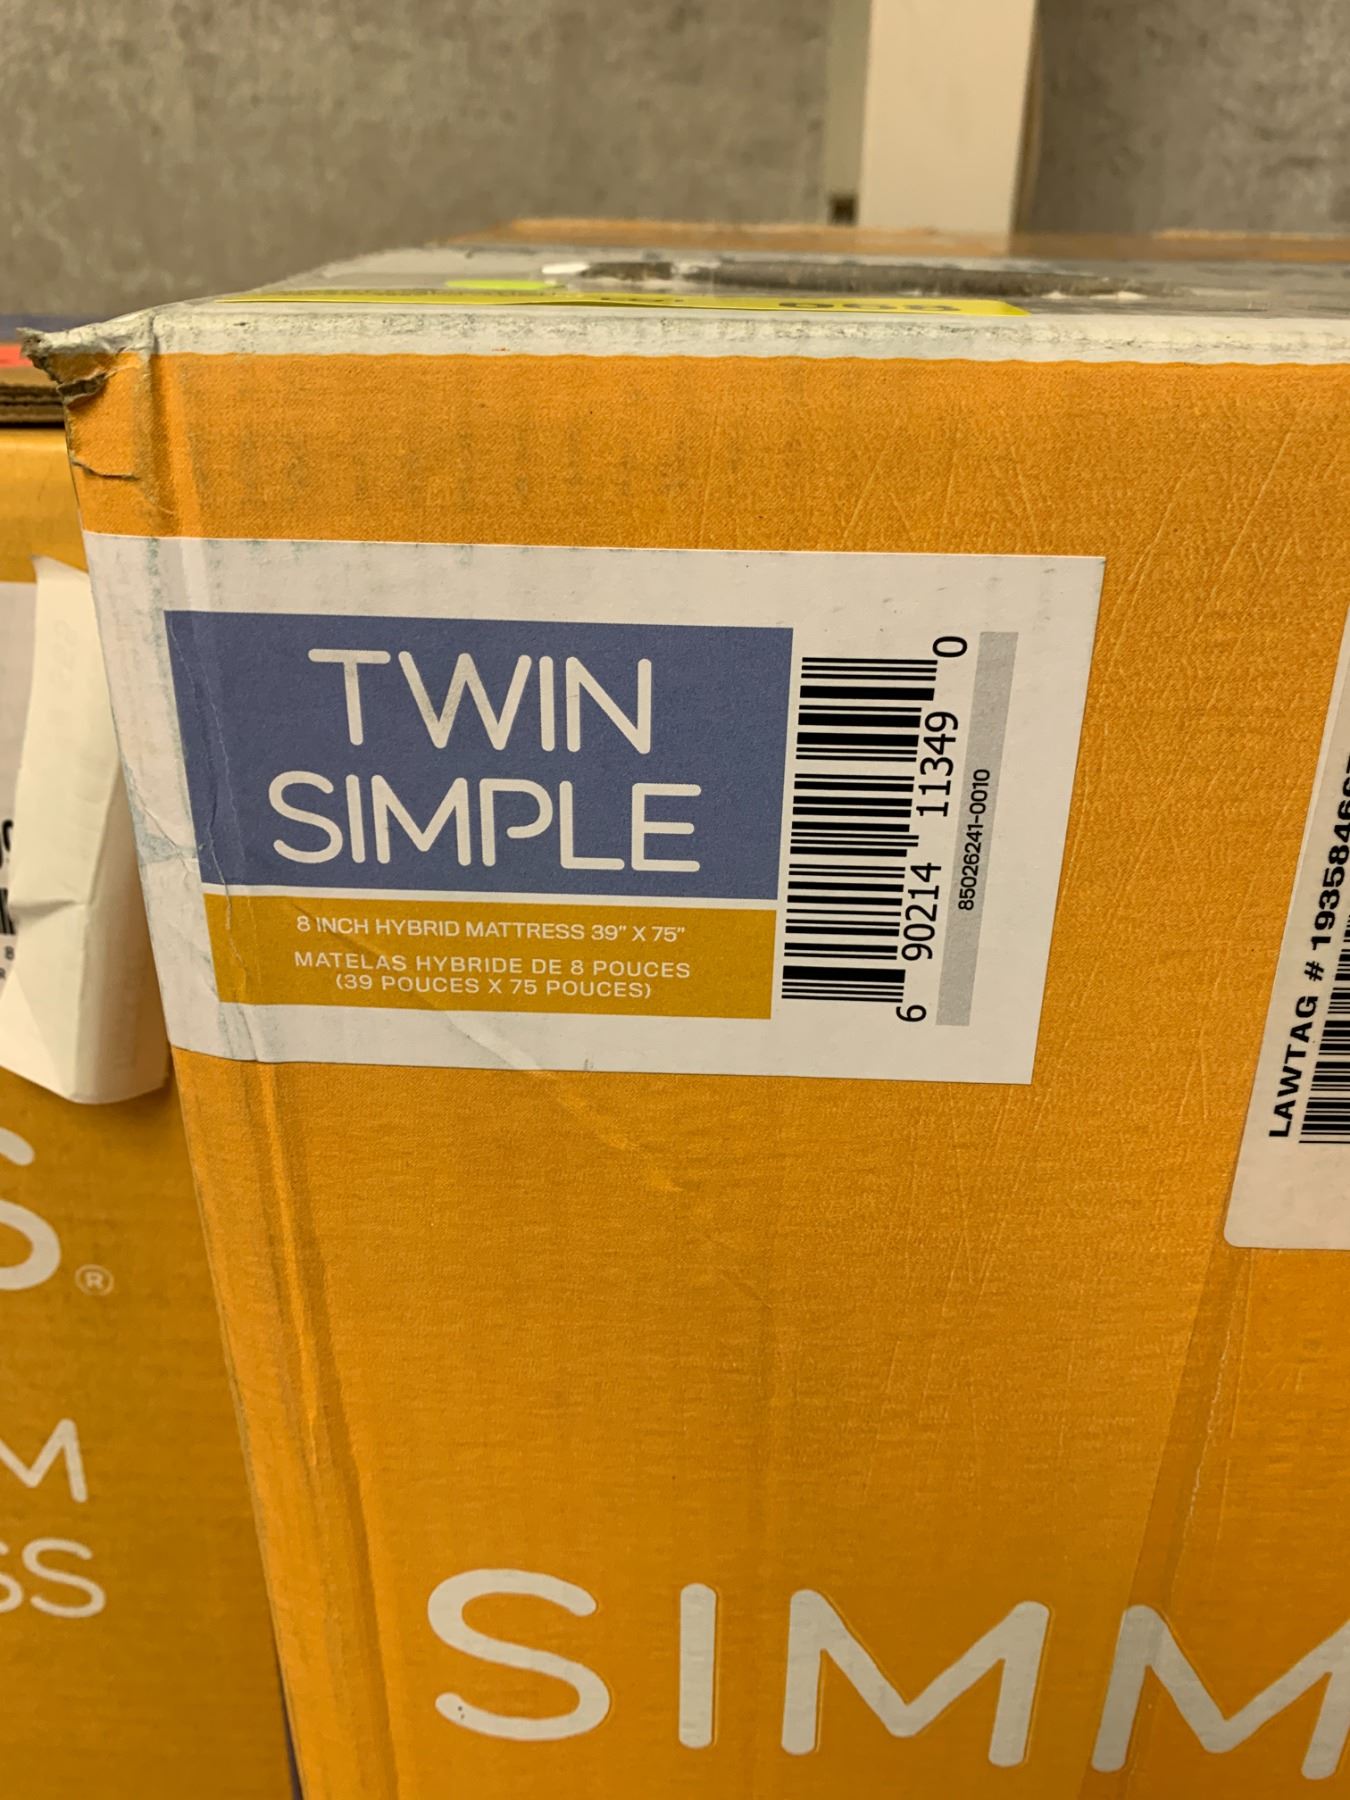 TWIN
SIMPLE
8 INCH HYBRID MATTRESS 39" X 75"
MATELAS HYBRIDE DE 8 POUCES
(39 POUCES X 75 POUCES)
6 90214 11349 0
85026241-0010
LAWTAG # 1935846
SIMM
S®
M
SS